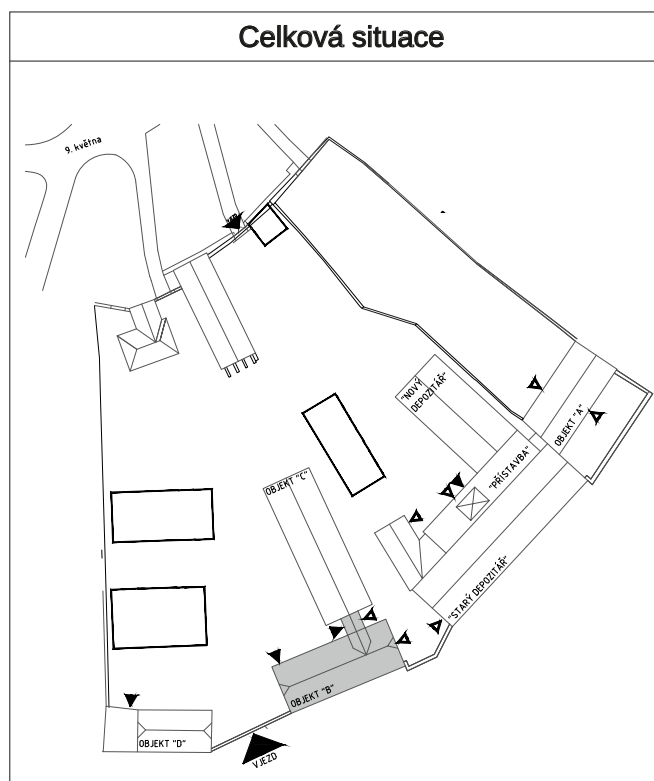 Celková situace
9. května
"NOVÝ
DEPOZITÁŘ"
OBJEKT "A"
"PŘÍSTAVBA"
OBJEKT "C"
"STARÝ DEPOZITÁŘ"
OBJEKT "B"
OBJEKT "D"
VJEZD